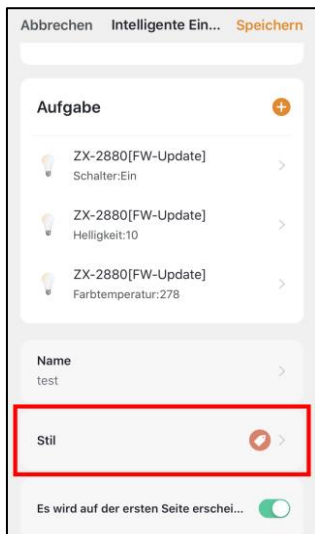 Abbrechen Intelligente Ein... Speichern
Aufgabe
ZX-2880[FW-Update]
Schalter:Ein
ZX-2880[FW-Update]
Helligkeit:10
ZX-2880[FW-Update]
Farbtemperatur:278
Name
test
Stil
Es wird auf der ersten Seite erschei...